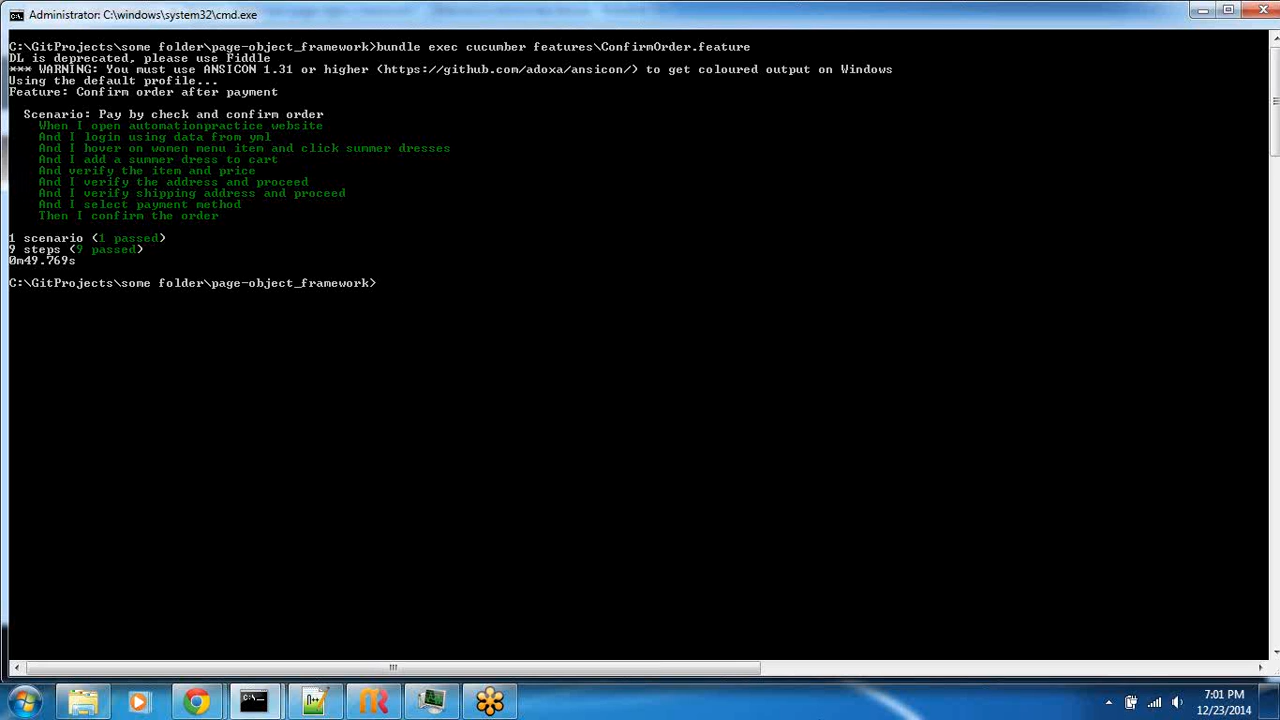 Administrator: C:\windows\system32\cmd.exe
C:\GitProjects\some folder\page-object_framework>bundle exec cucumber features\ConfirmOrder.feature
DL is deprecated, please use Fiddle
*** WARNING: You must use ANSICON 1.31 or higher (https://github.com/adoxa/ansicon/) to get coloured output on Windows
Using the default profile...
Feature: Confirm order after payment
Scenario: Pay by check and confirm order
When I open automationpractice website
And I login using data from yml
And I hover on women menu item and click summer dresses
And I add a summer dress to cart
And verify the item and price
And I verify the address and proceed
And I verify shipping address and proceed
And I select payment method
Then I confirm the order
1 scenario (1 passed)
9 steps (9 passed)
0m49.769s
C:\GitProjects\some folder\page-object_framework>
7:01 PM
12/23/2014